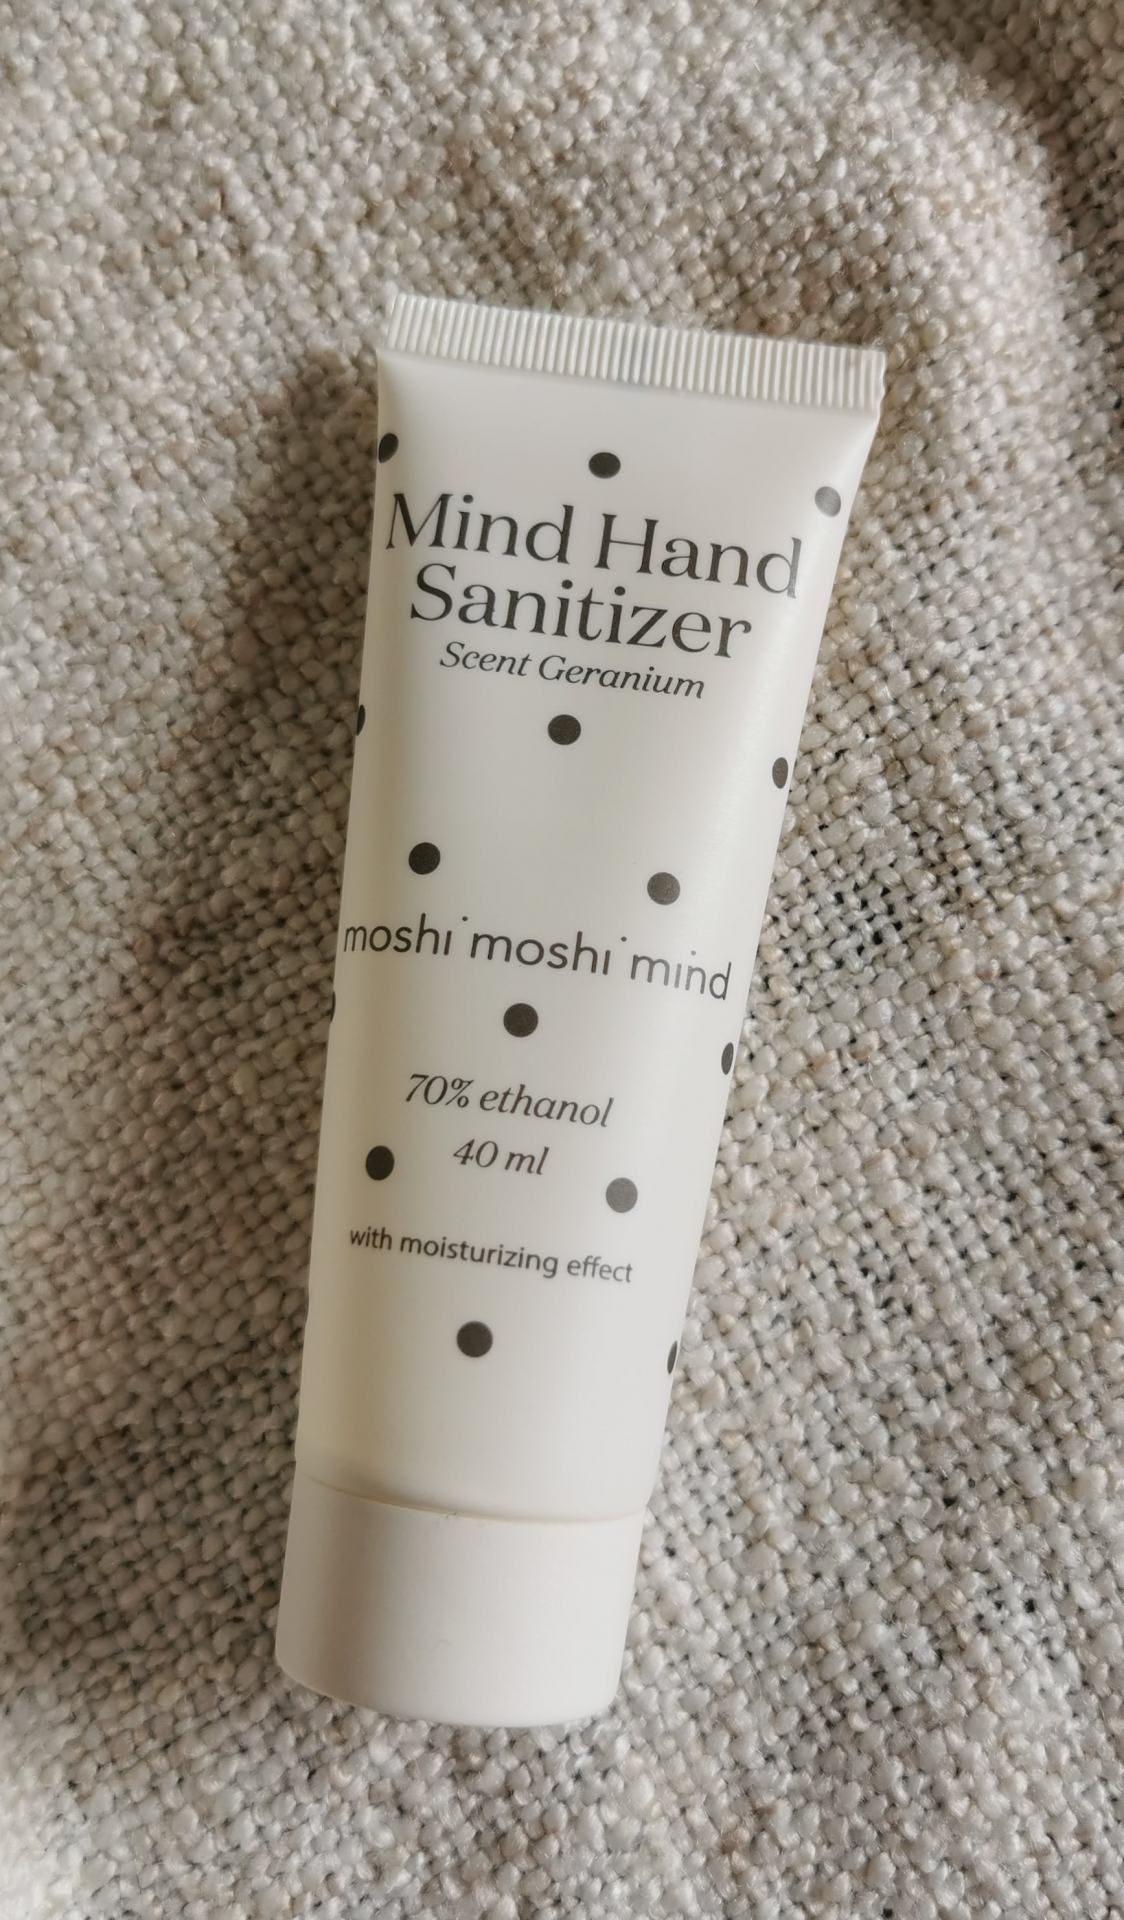 Mind Hand
Sanitizer
Scent Geranium
moshi moshi mind
70% ethanol
40 ml
with moisturizing effect